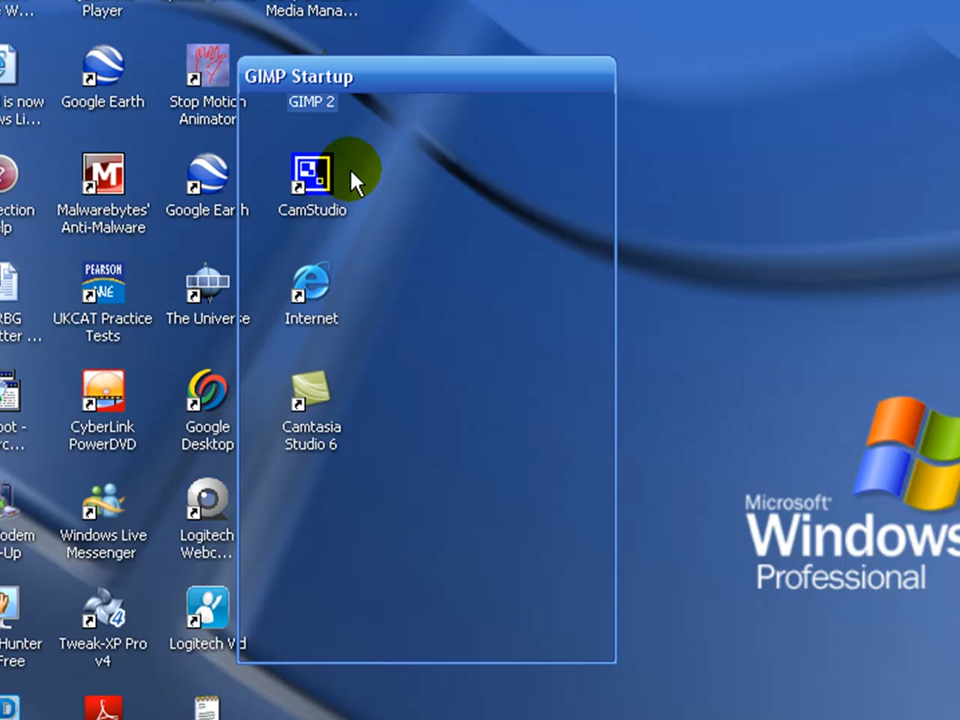 W...
Player
Media Mana...
GIMP Startup
is now
ws Li...
Google Earth
Stop Motion
Animator
GIMP 2
ection
lp
Malwarebytes'
Anti-Malware
Google Earth
CamStudio
PEARSON
VUE
RBG
tter ...
UKCAT Practice
Tests
The Universe
Internet
oot -
rc...
CyberLink
PowerDVD
Google
Desktop
Camtasia
Studio 6
odem
-Up
Windows Live
Messenger
Logitech
Webc...
Hunter
Free
Tweak-XP Pro
v4
Logitech Vid
Microsoft
Windows
Professional